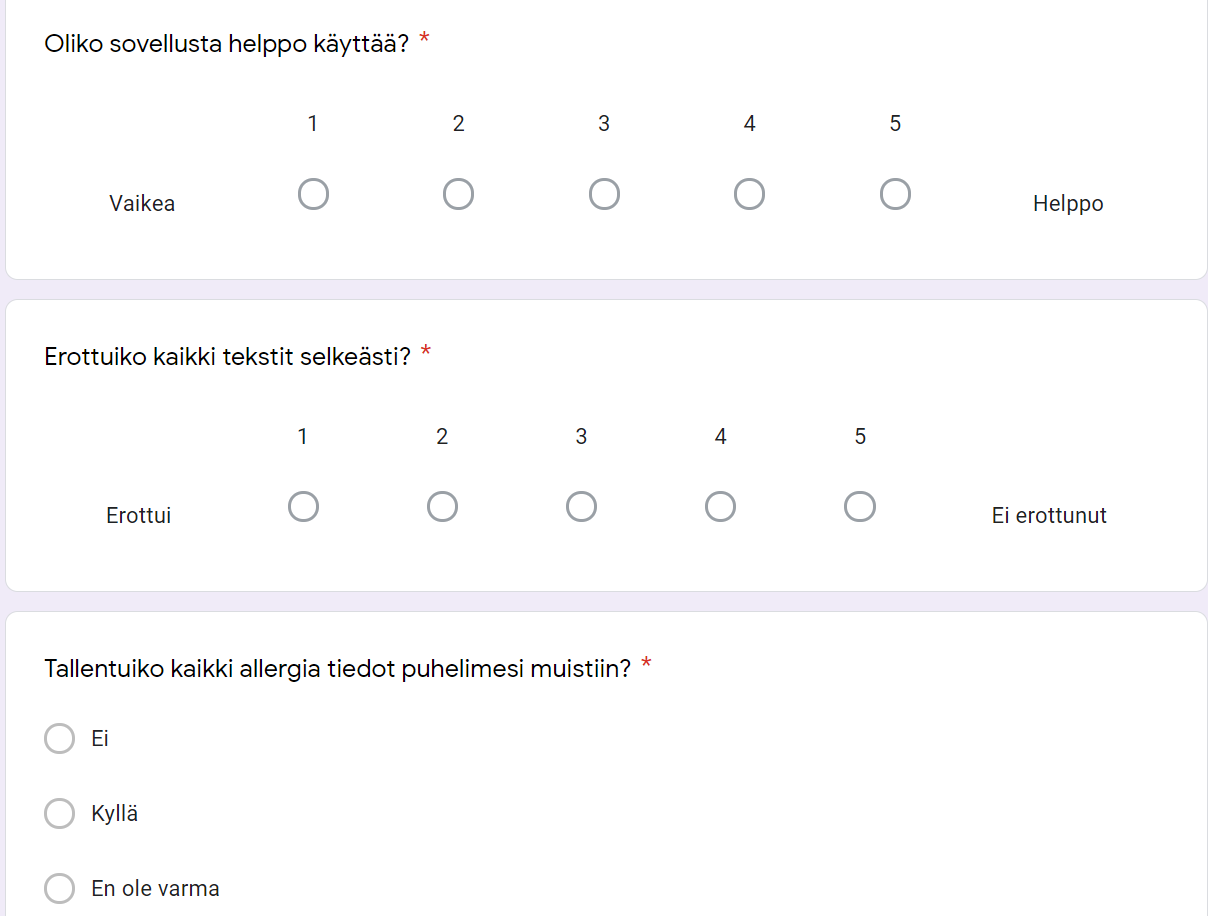 Oliko sovellusta helppo käyttää? *
1 2 3 4 5
Vaikea Helppo
Erottuiko kaikki tekstit selkeästi? *
1 2 3 4 5
Erottui Ei erottunut
Tallentuiko kaikki allergia tiedot puhelimesi muistiin? *
Ei
Kyllä
En ole varma